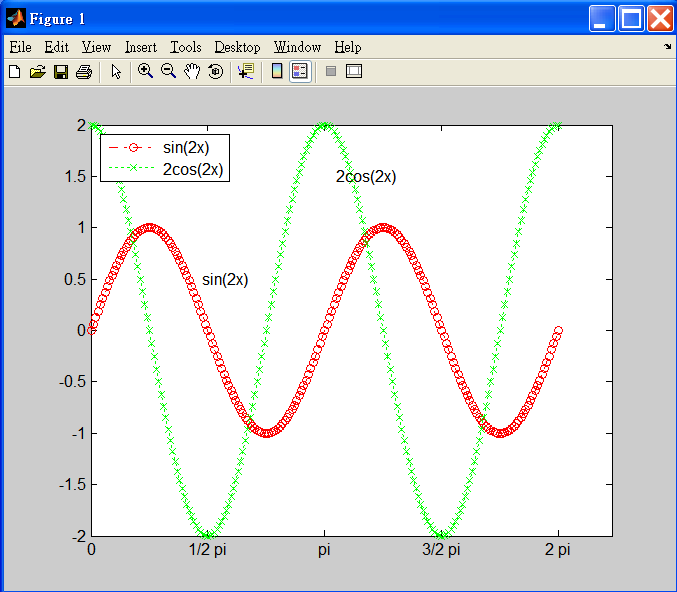 Figure 1
File Edit View Insert Tools Desktop Window Help
2
sin(2x)
2cos(2x)
1.5
2cos(2x)
1
0.5
sin(2x)
0
-0.5
-1
-1.5
-2
0 1/2 pi pi 3/2 pi 2 pi